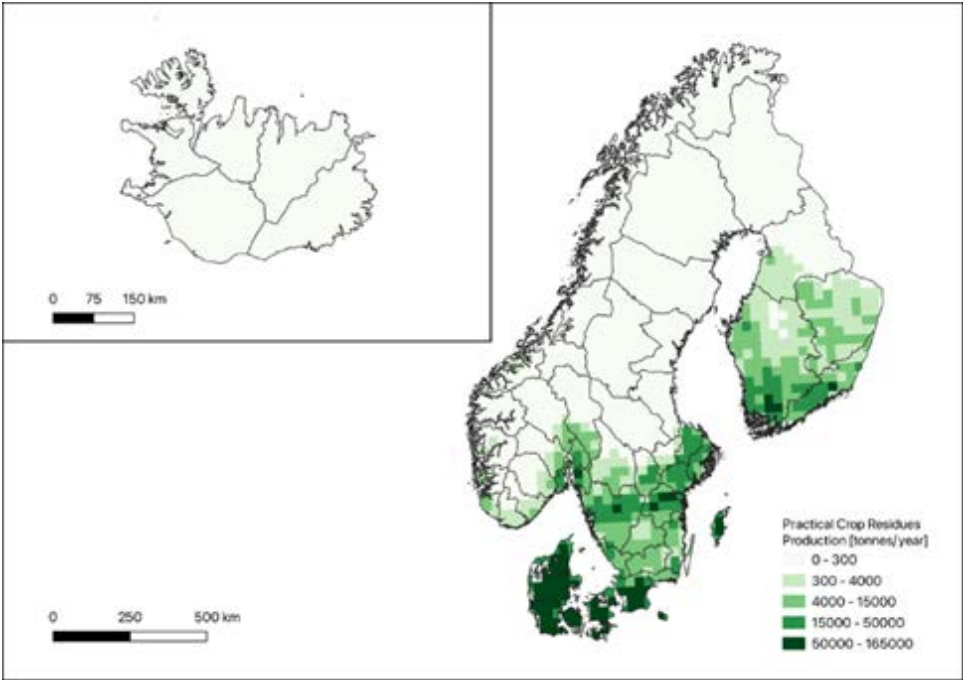 0 75 150 km
0 250 500 km
Practical Crop Residues
Production [tonnes/year]
0 - 300
300 - 4000
4000 - 15000
15000 - 50000
50000 - 165000